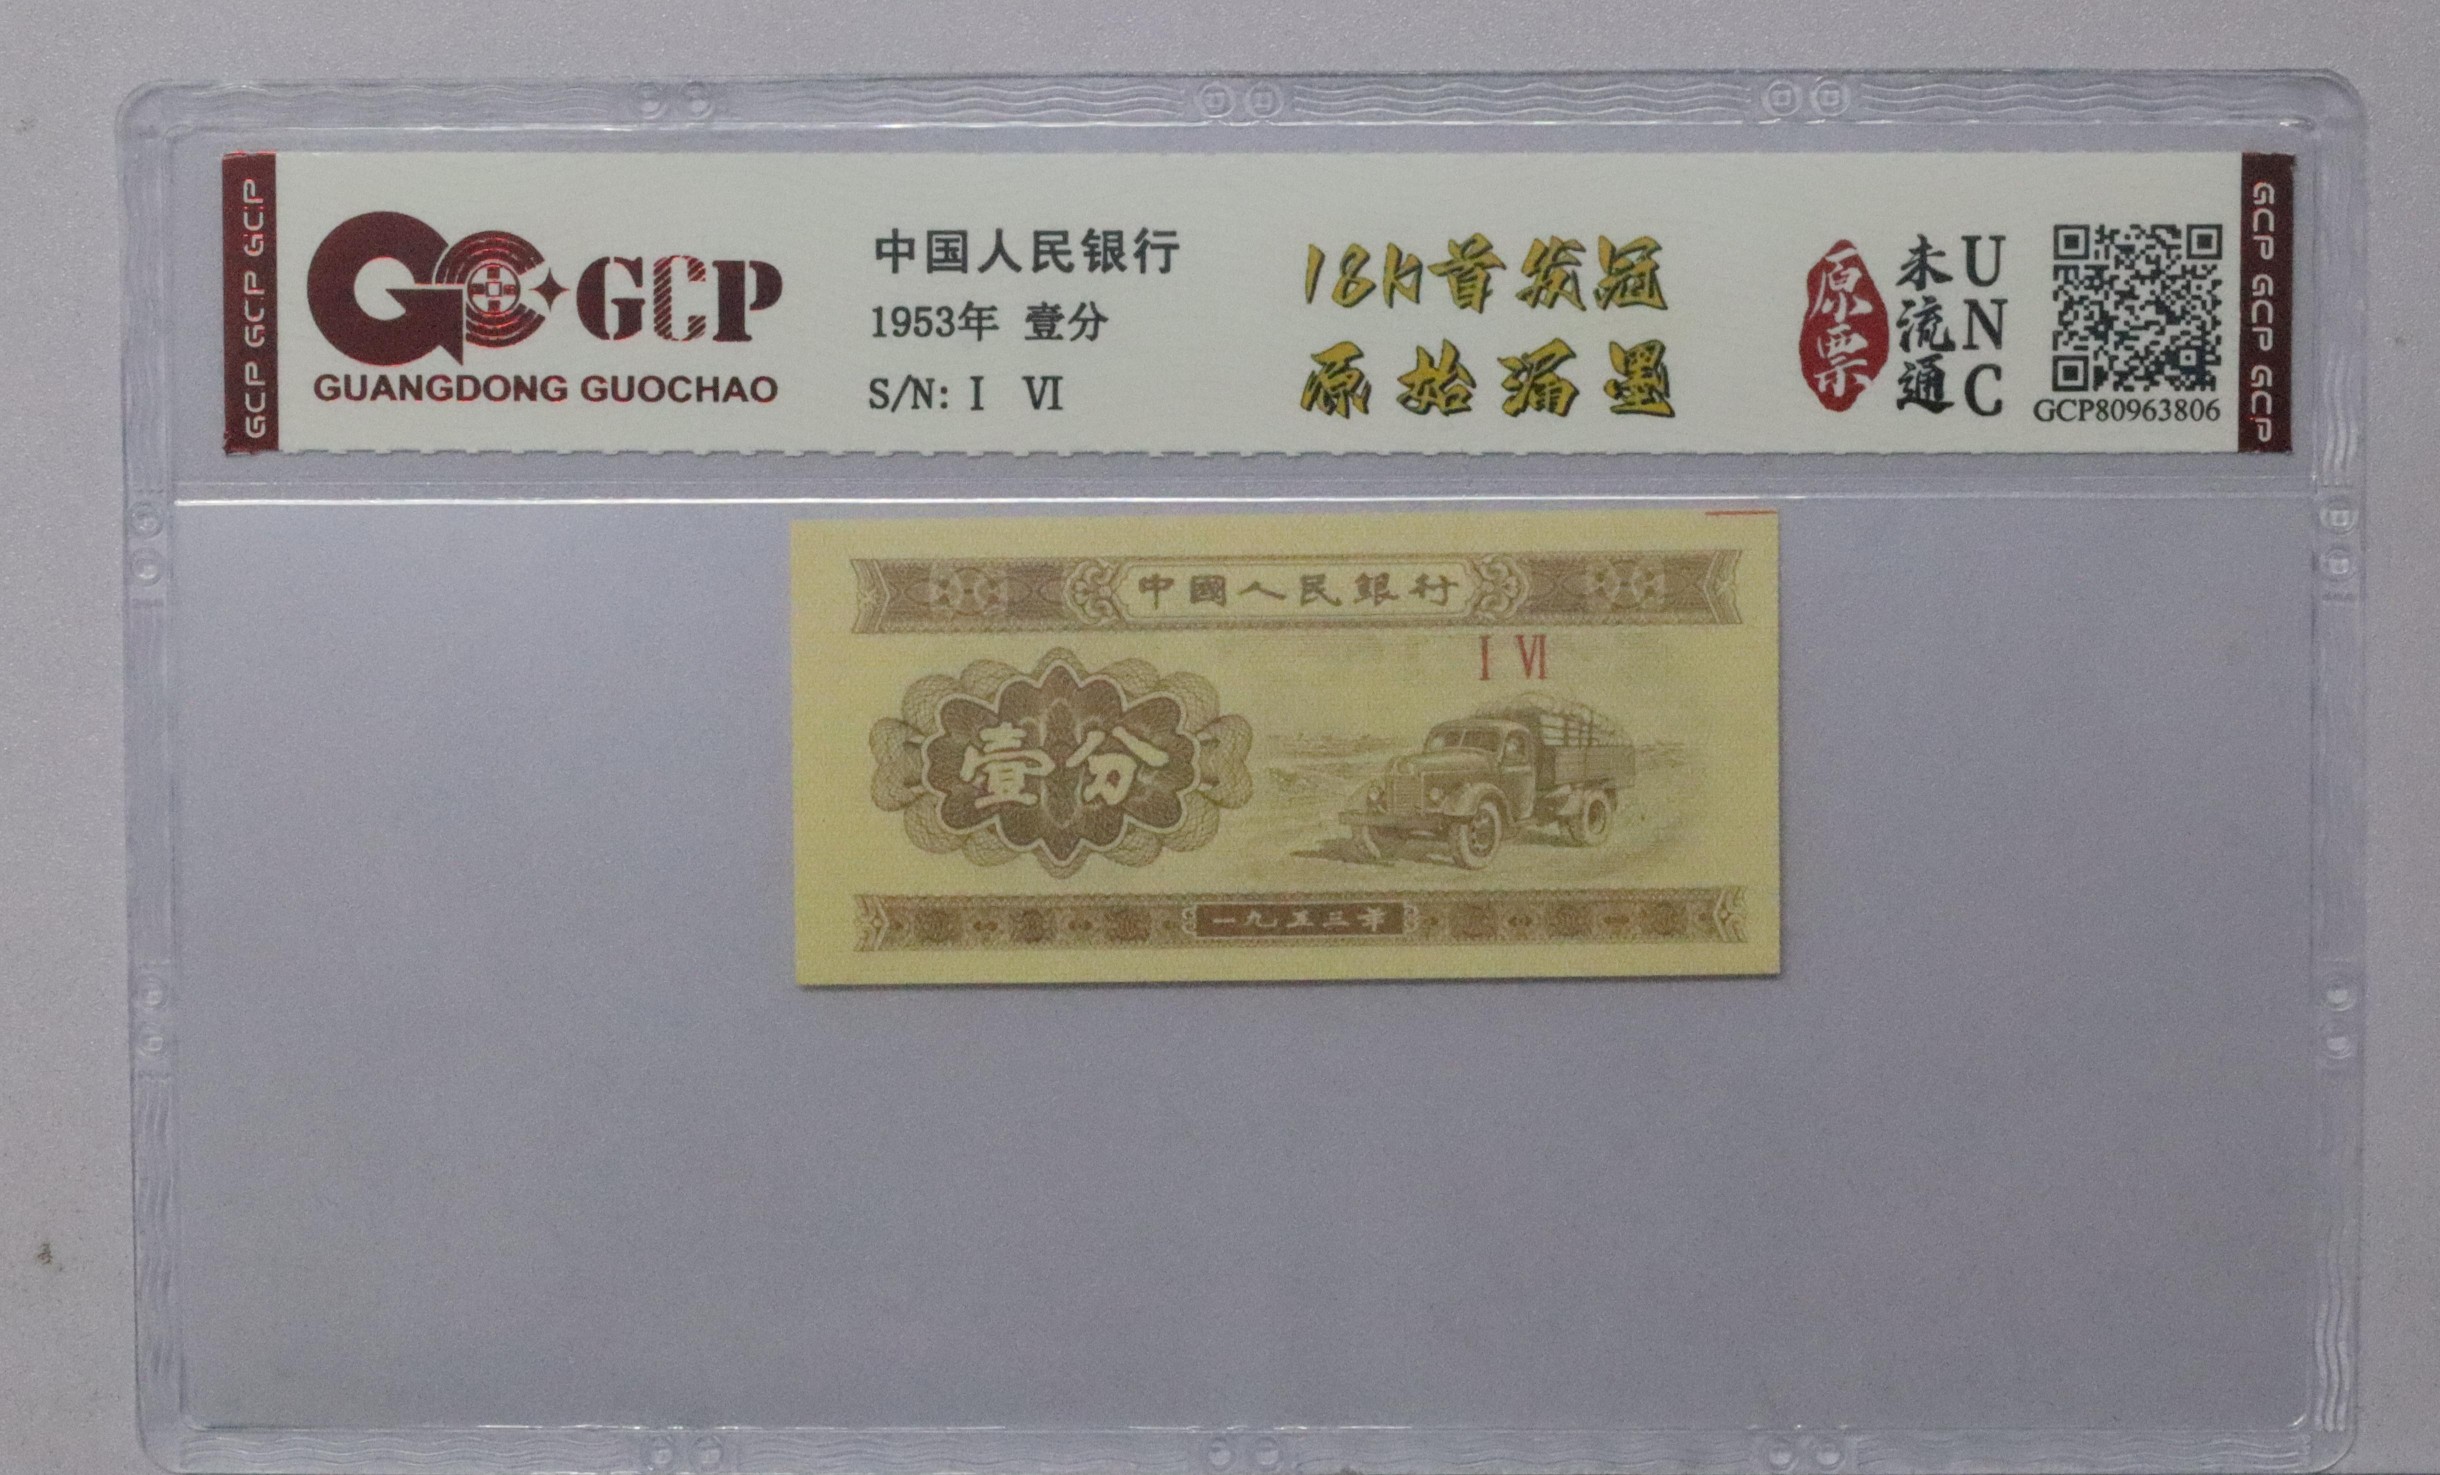 GCP GCP GCP
GCP
GUANGDONG GUOCHAO
中国人民银行
1953年 壹分
S/N: I VI
18h首发冠
原始漏墨
原票
未流通
UNC
GCP80963806
GCP GCP GCP
中國人民銀行
I VI
壹分
一九五三年